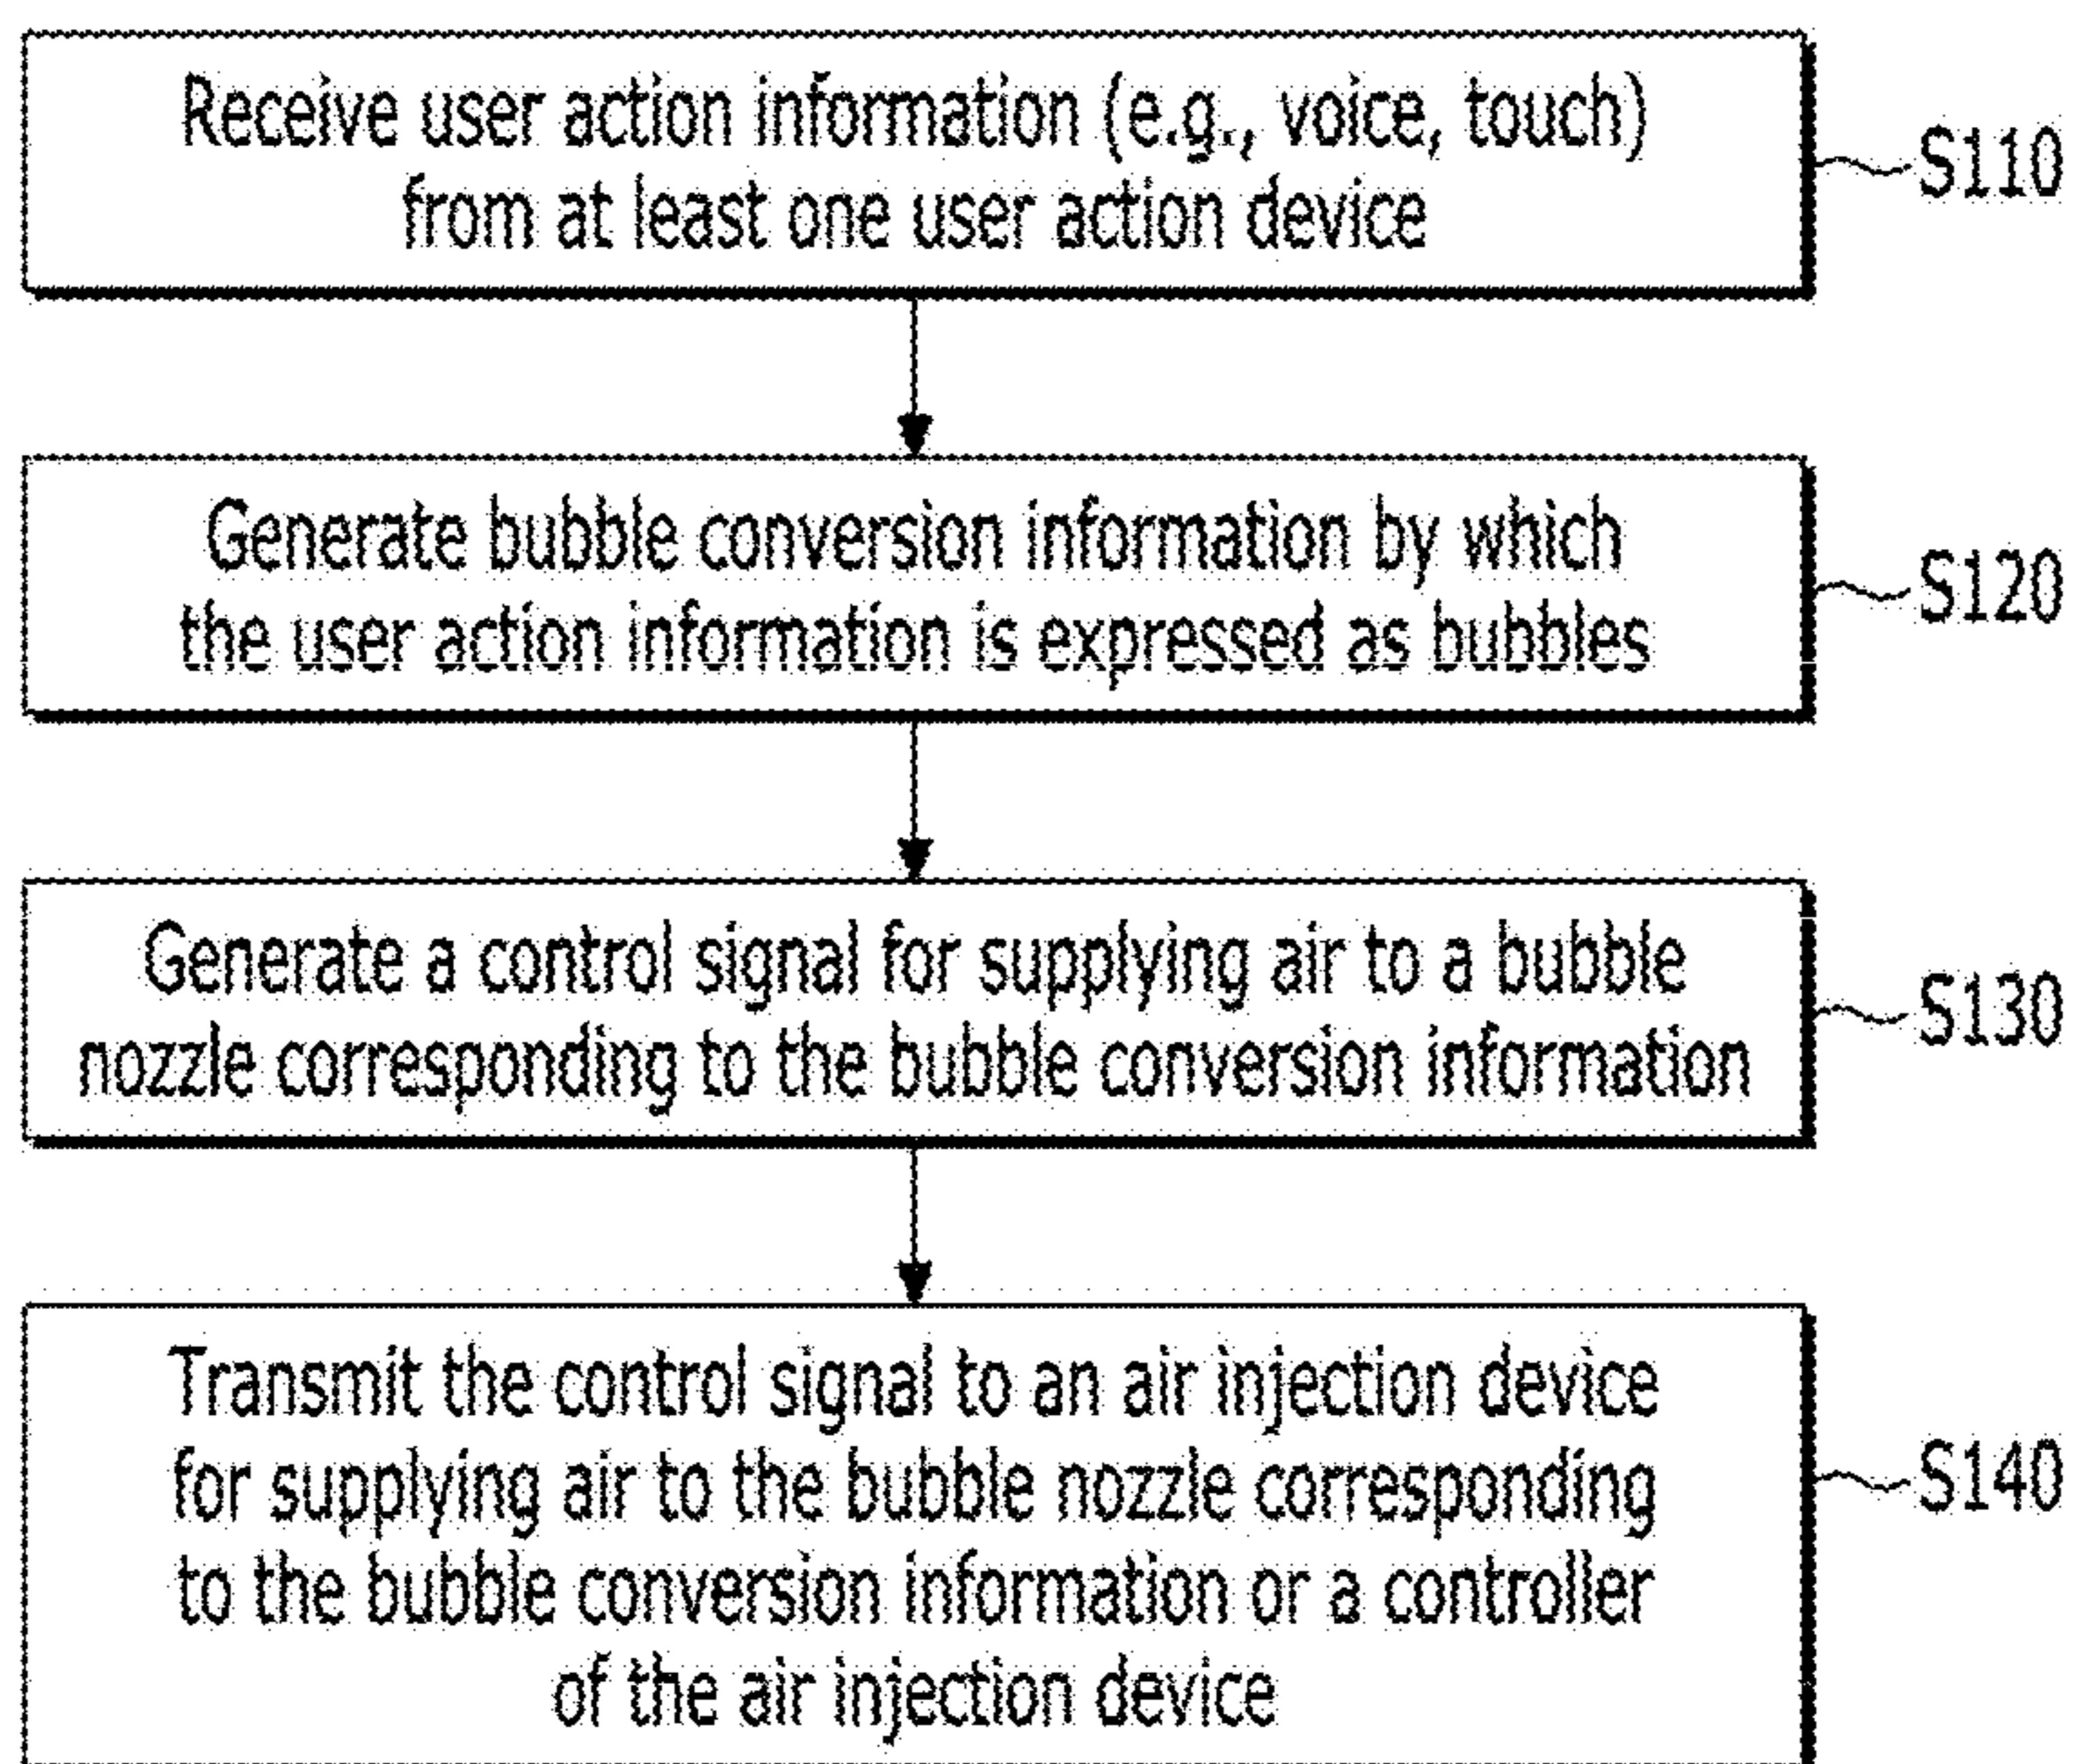 Receive user action information (e.g., voice, touch)
from at least one user action device
S110
Generate bubble conversion information by which
the user action information is expressed as bubbles
S120
Generate a control signal for supplying air to a bubble
nozzle corresponding to the bubble conversion information
S130
Transmit the control signal to an air injection device
for supplying air to the bubble nozzle corresponding
to the bubble conversion information or a controller
of the air injection device
S140